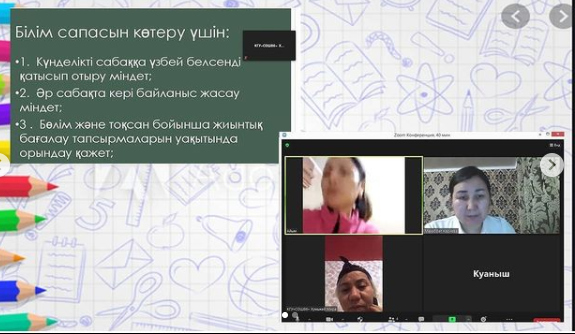 Білім сапасын көтеру үшін:
•1. Күнделікті сабаққа үзбей белсенді
қатысып отыру міндет;
•2. Әр сабақта кері байланыс жасау
міндет;
•3 . Бөлім және тоқсан бойынша жиынтық
бағалау тапсырмаларын уақытында
орындау қажет;
Zoom Конференция 40 мин
Куаныш